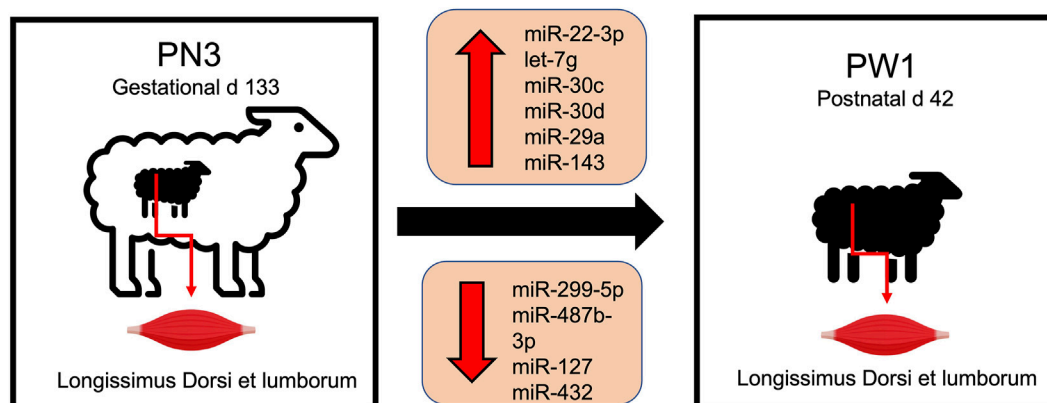 PN3
Gestational d 133
Longissimus Dorsi et lumborum
miR-22-3p
let-7g
miR-30c
miR-30d
miR-29a
miR-143
miR-299-5p
miR-487b-
3p
miR-127
miR-432
PW1
Postnatal d 42
Longissimus Dorsi et lumborum